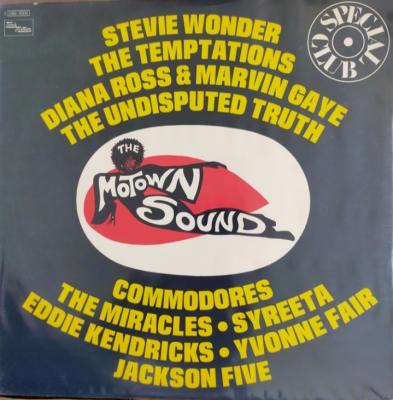 SPECIAL CLUB
STEVIE WONDER
THE TEMPTATIONS
DIANA ROSS & MARVIN GAYE
THE UNDISPUTED TRUTH
THE
MOTOWN
SOUND
COMMODORES
THE MIRACLES • SYREETA
EDDIE KENDRICKS • YVONNE FAIR
JACKSON FIVE